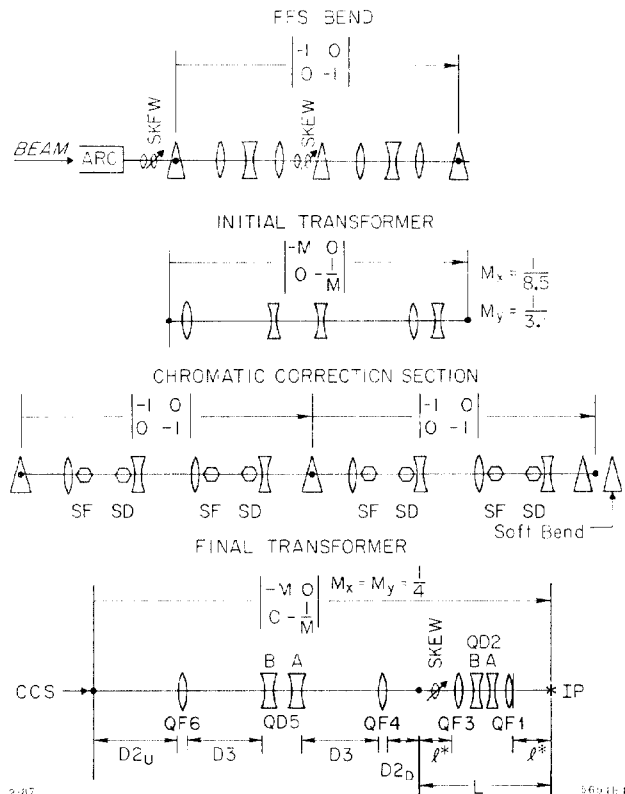 FFS BEND
-1 0
0 -1
SKEW
SKEW
BEAM
ARC
INITIAL TRANSFORMER
-M 0
0 -1/M
Mx = 1/8.5
My = 1/3.
CHROMATIC CORRECTION SECTION
-1 0
0 -1
-1 0
0 -1
SF SD SF SD SF SD SF SD
Soft Bend
FINAL TRANSFORMER
-M 0
0 -1/M
Mx = My = 1/4
SKEW
QD2
B A
B A
CCS
IP
QF6 QD5 QF4 QF3 QF1
D2U D3 D3 D2D ℓ* ℓ*
L